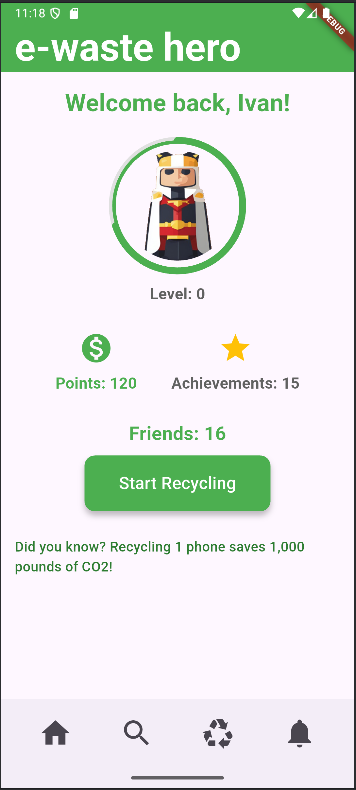 11:18
DEBUG
e-waste hero
Welcome back, Ivan!
Level: 0
Points: 120
Achievements: 15
Friends: 16
Start Recycling
Did you know? Recycling 1 phone saves 1,000
pounds of CO2!